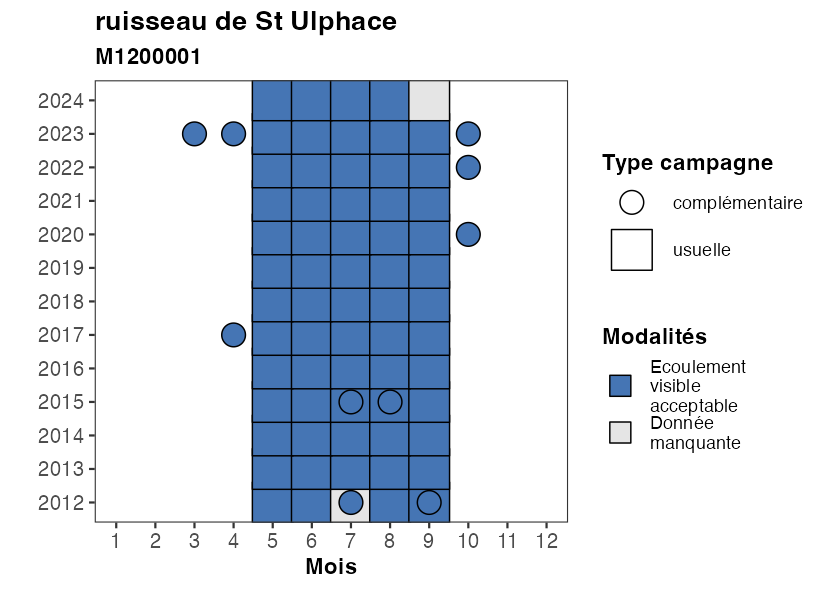 ruisseau de St Ulphace
M1200001
2024
2023
2022
2021
2020
2019
2018
2017
2016
2015
2014
2013
2012
1 2 3 4 5 6 7 8 9 10 11 12
Mois
Type campagne
complémentaire
usuelle
Modalités
Ecoulement
visible
acceptable
Donnée
manquante